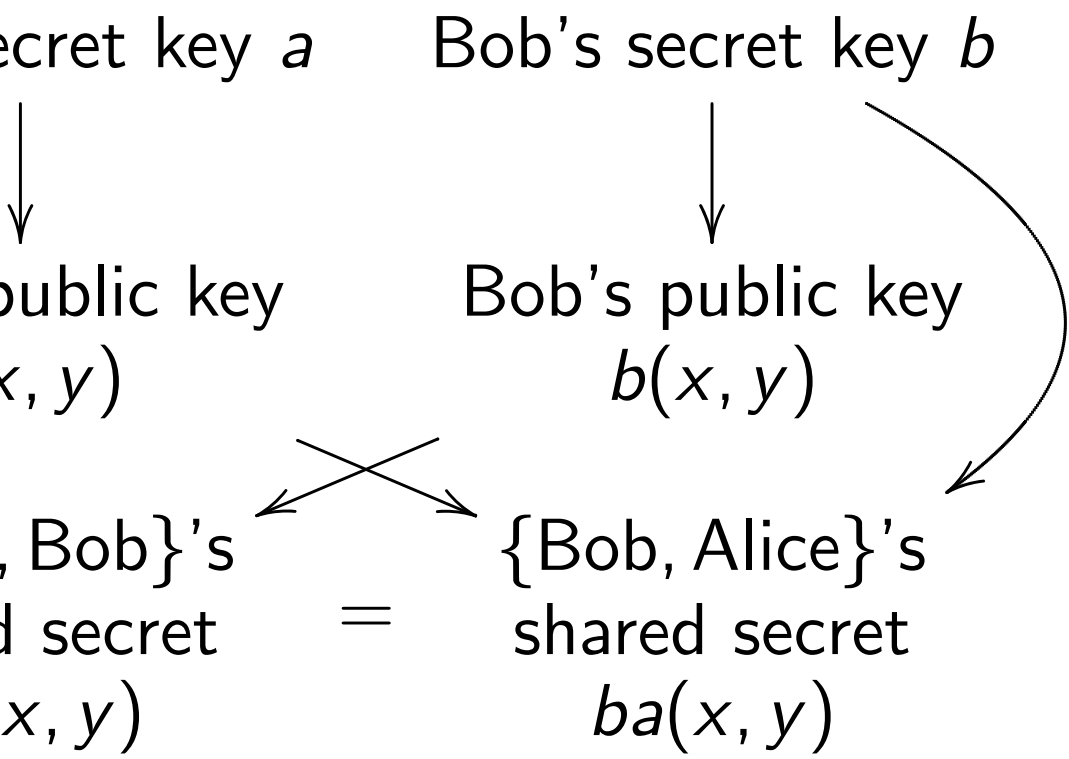 ecret key a
Bob's secret key b
public key
Bob's public key
x, y)
b(x, y)
, Bob}'s
{Bob, Alice}'s
d secret
=
shared secret
x, y)
ba(x, y)